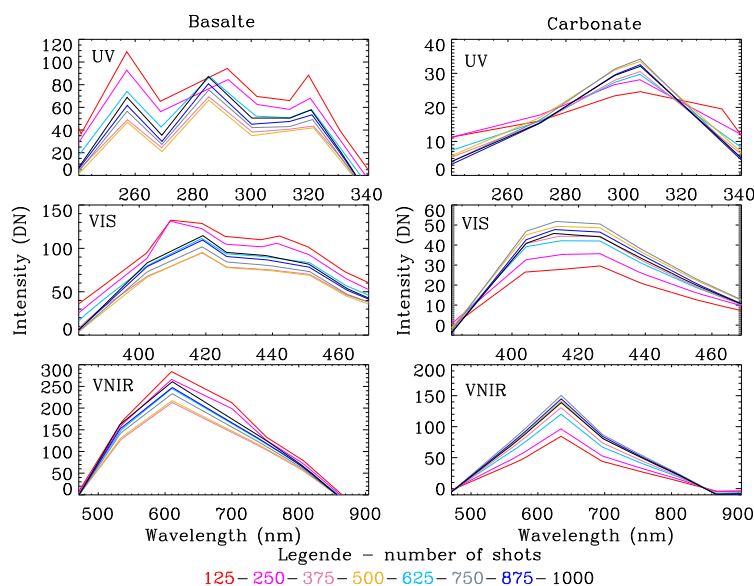 Basalte
Carbonate
UV
120
100
80
60
40
20
0
260 280 300 320 340
UV
40
30
20
10
0
260 280 300 320 340
Intensity (DN)
VIS
150
100
50
0
400 420 440 460
Intensity (DN)
VIS
60
50
40
30
20
10
0
400 420 440 460
VNIR
300
250
200
150
100
50
0
500 600 700 800 900
Wavelength (nm)
VNIR
200
150
100
50
0
500 600 700 800 900
Wavelength (nm)
Legende - number of shots
125-250-375-500-625-750-875-1000